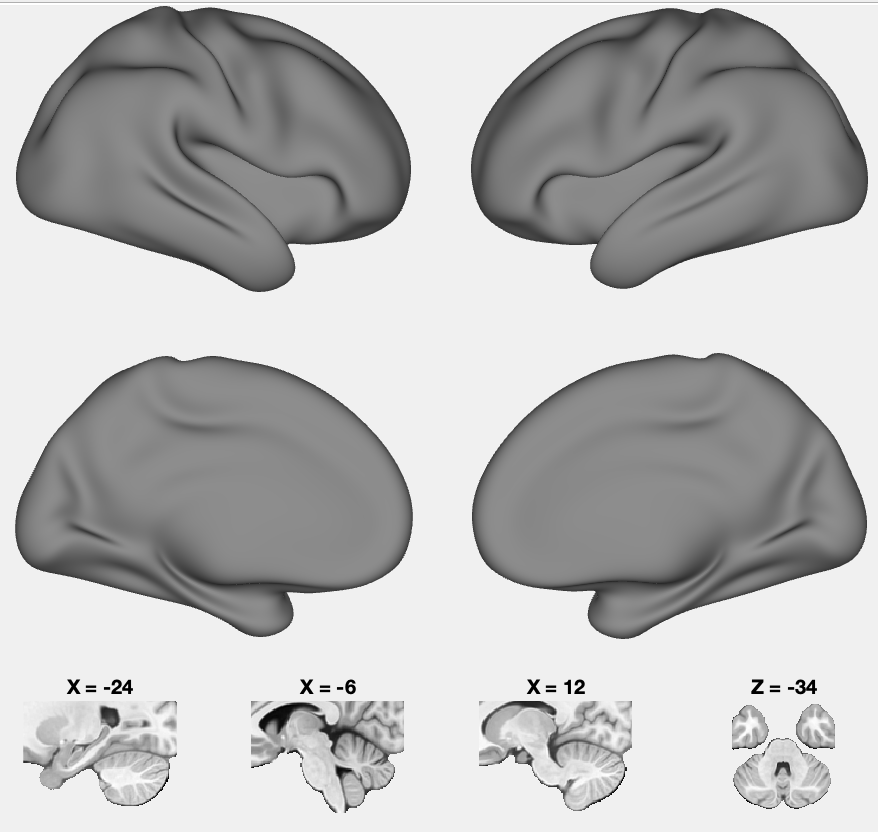 X = -24
X = -6
X = 12
Z = -34